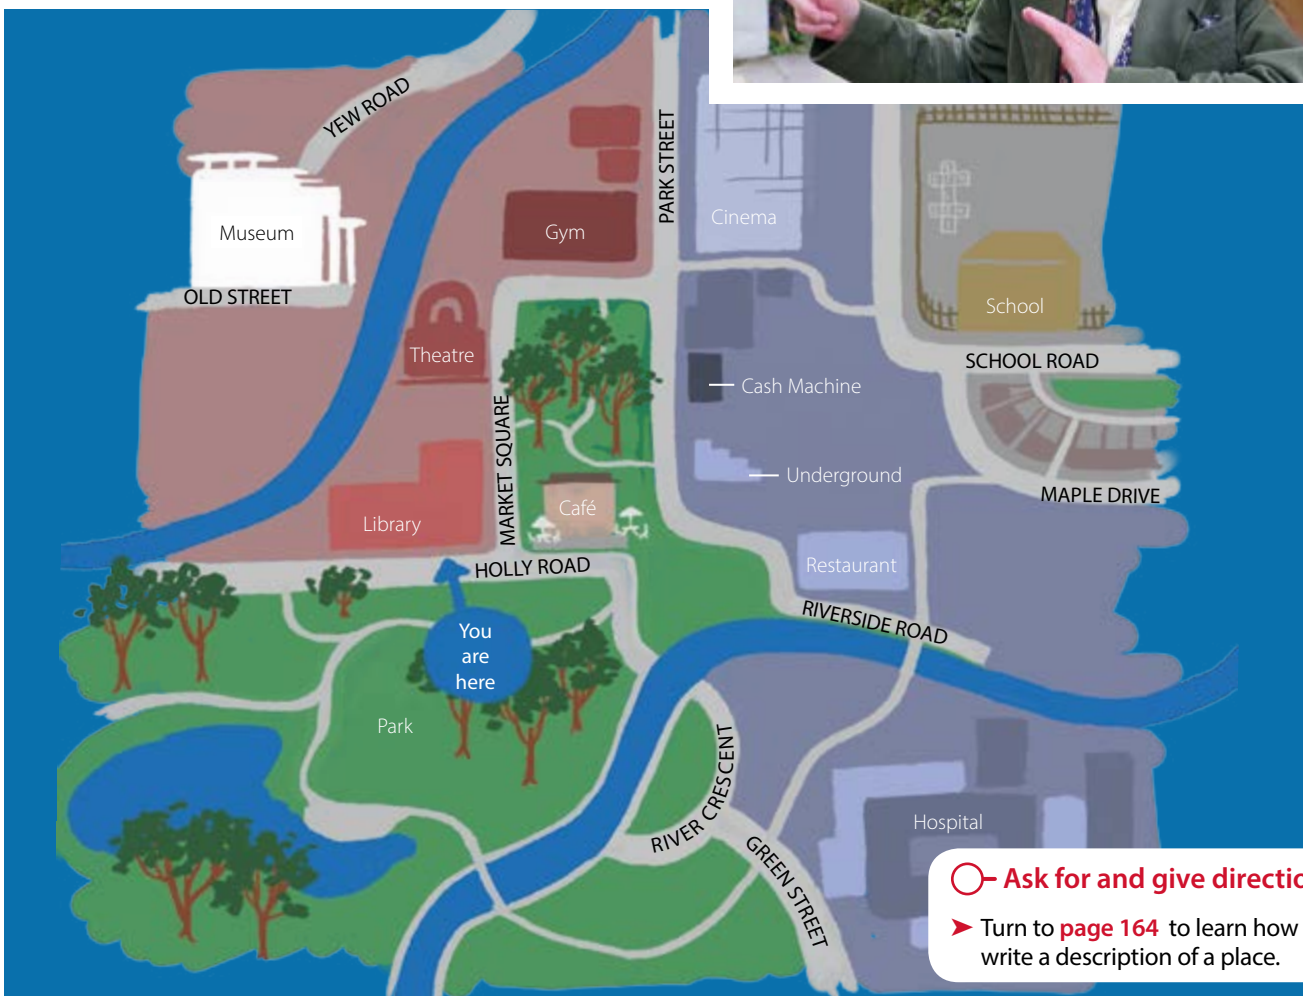 YEW ROAD
PARK STREET
Cinema
Museum
Gym
OLD STREET
School
Theatre
SCHOOL ROAD
Cash Machine
MARKET SQUARE
Underground
MAPLE DRIVE
Café
Library
HOLLY ROAD
Restaurant
RIVERSIDE ROAD
You
are
here
Park
RIVER CRESCENT
Hospital
GREEN STREET
Ask for and give directio
➤ Turn to page 164 to learn how
write a description of a place.